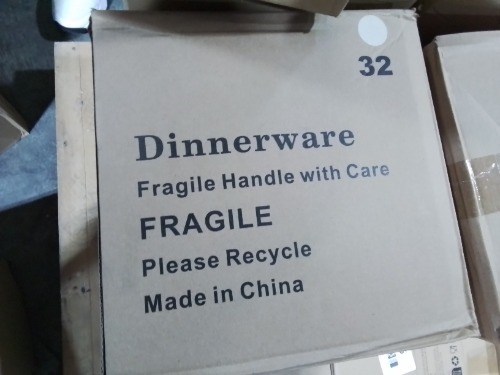 32
Dinnerware
Fragile Handle with Care
FRAGILE
Please Recycle
Made in China